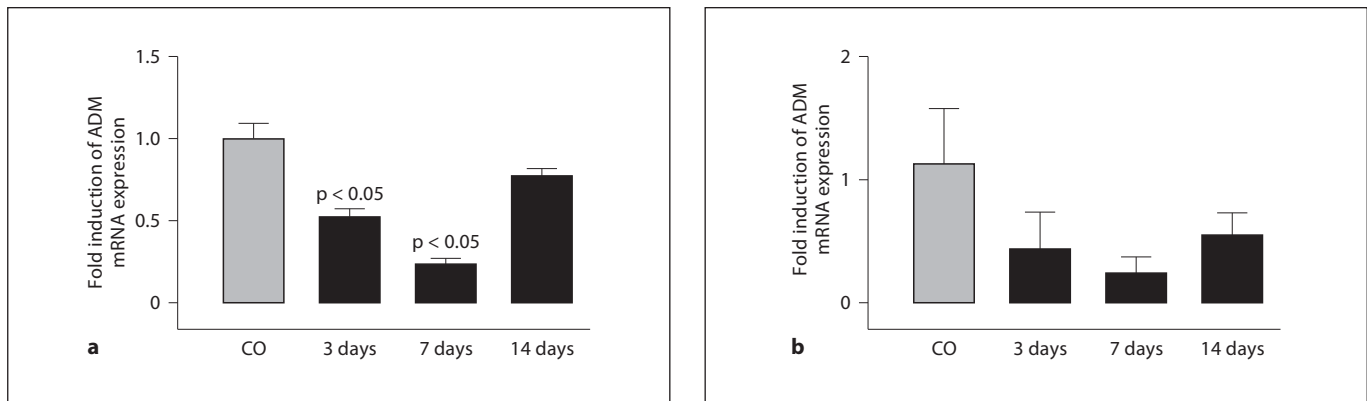 Fold induction of ADM
mRNA expression
1.5
1.0
0.5
0
p < 0.05
p < 0.05
CO
3 days
7 days
14 days
a
Fold induction of ADM
mRNA expression
2
1
0
CO
3 days
7 days
14 days
b